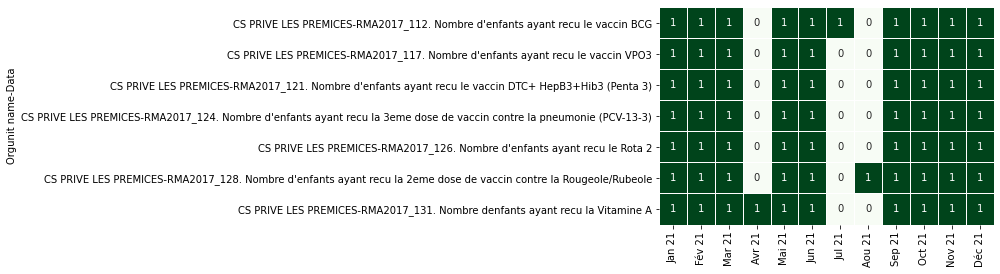 CS PRIVE LES PREMICES-RMA2017_112. Nombre d'enfants ayant recu le vaccin BCG 1 1 1 0 1 1 1 0 1 1 1 1
CS PRIVE LES PREMICES-RMA2017_117. Nombre d'enfants ayant recu le vaccin VPO3 1 1 1 0 1 1 0 0 1 1 1 1
CS PRIVE LES PREMICES-RMA2017_121. Nombre d'enfants ayant recu le vaccin DTC+ HepB3+Hib3 (Penta 3) 1 1 1 0 1 1 0 0 1 1 1 1
CS PRIVE LES PREMICES-RMA2017_124. Nombre d'enfants ayant recu la 3eme dose de vaccin contre la pneumonie (PCV-13-3) 1 1 1 0 1 1 0 0 1 1 1 1
CS PRIVE LES PREMICES-RMA2017_126. Nombre d'enfants ayant recu le Rota 2 1 1 1 0 1 1 0 0 1 1 1 1
CS PRIVE LES PREMICES-RMA2017_128. Nombre d'enfants ayant recu la 2eme dose de vaccin contre la Rougeole/Rubeole 1 1 1 0 1 1 0 1 1 1 1 1
CS PRIVE LES PREMICES-RMA2017_131. Nombre denfants ayant recu la Vitamine A 1 1 1 1 1 1 0 0 1 1 1 1
Orgunit name-Data
Jan 21
Fév 21
Mar 21
Avr 21
Mai 21
Jun 21
Jul 21
Aou 21
Sep 21
Oct 21
Nov 21
Déc 21